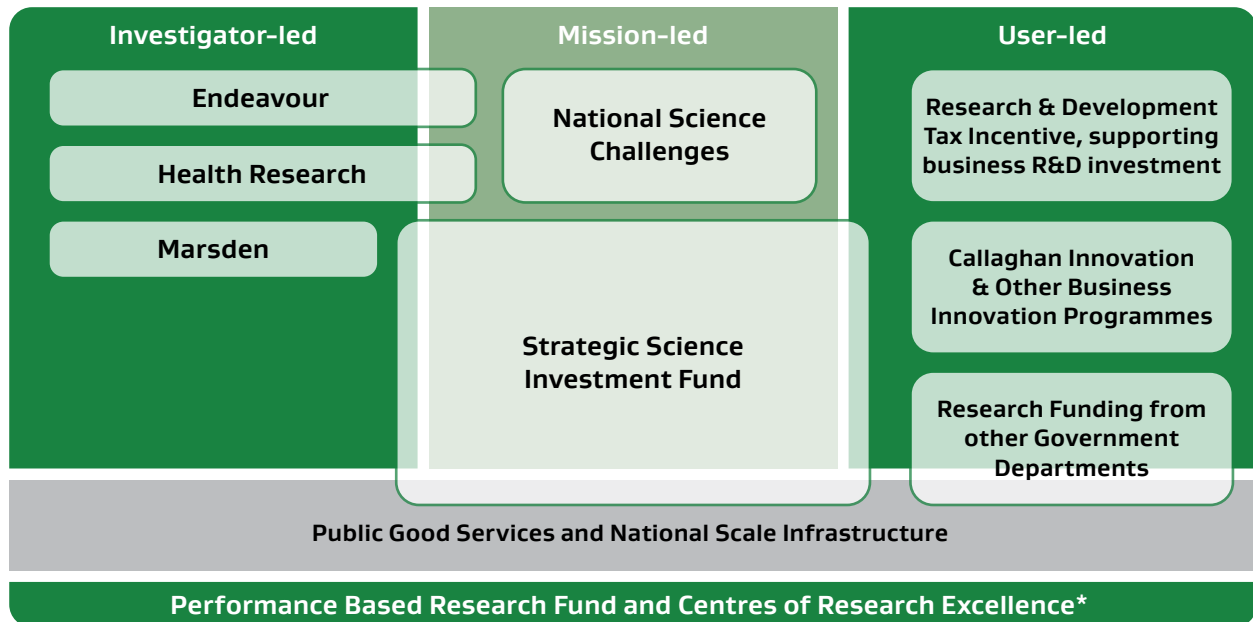 Investigator-led
Mission-led
User-led
Endeavour
Health Research
Marsden
National Science
Challenges
Strategic Science
Investment Fund
Research & Development
Tax Incentive, supporting
business R&D investment
Callaghan Innovation
& Other Business
Innovation Programmes
Research Funding from
other Government
Departments
Public Good Services and National Scale Infrastructure
Performance Based Research Fund and Centres of Research Excellence*